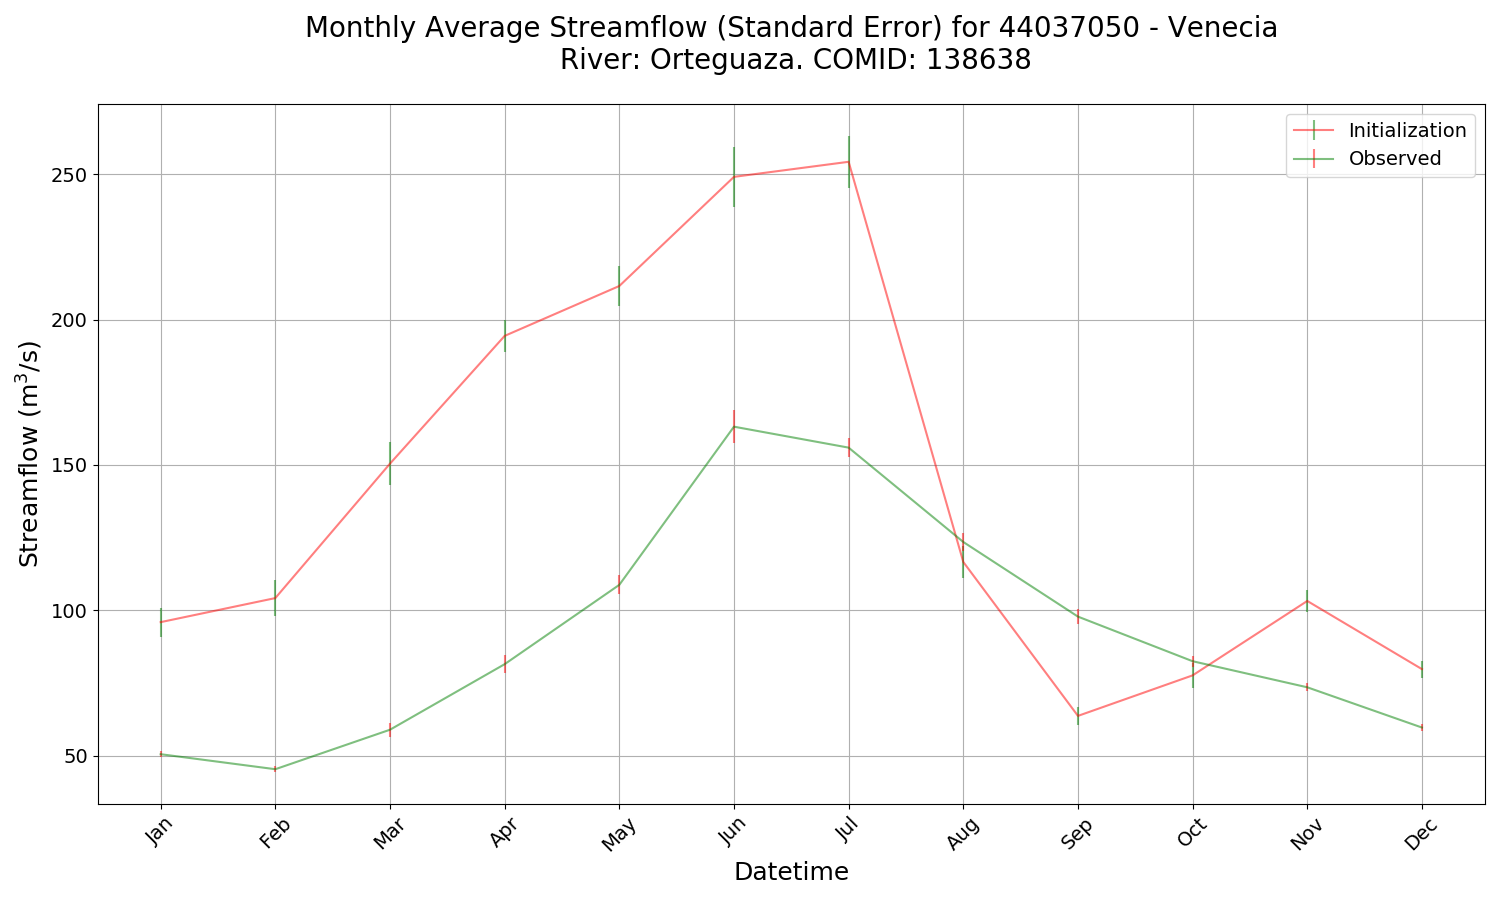 Monthly Average Streamflow (Standard Error) for 44037050 - Venecia
River: Orteguaza. COMID: 138638
Initialization
Observed
Streamflow (m³/s)
250
200
150
100
50
Jan
Feb
Mar
Apr
May
Jun
Jul
Aug
Sep
Oct
Nov
Dec
Datetime